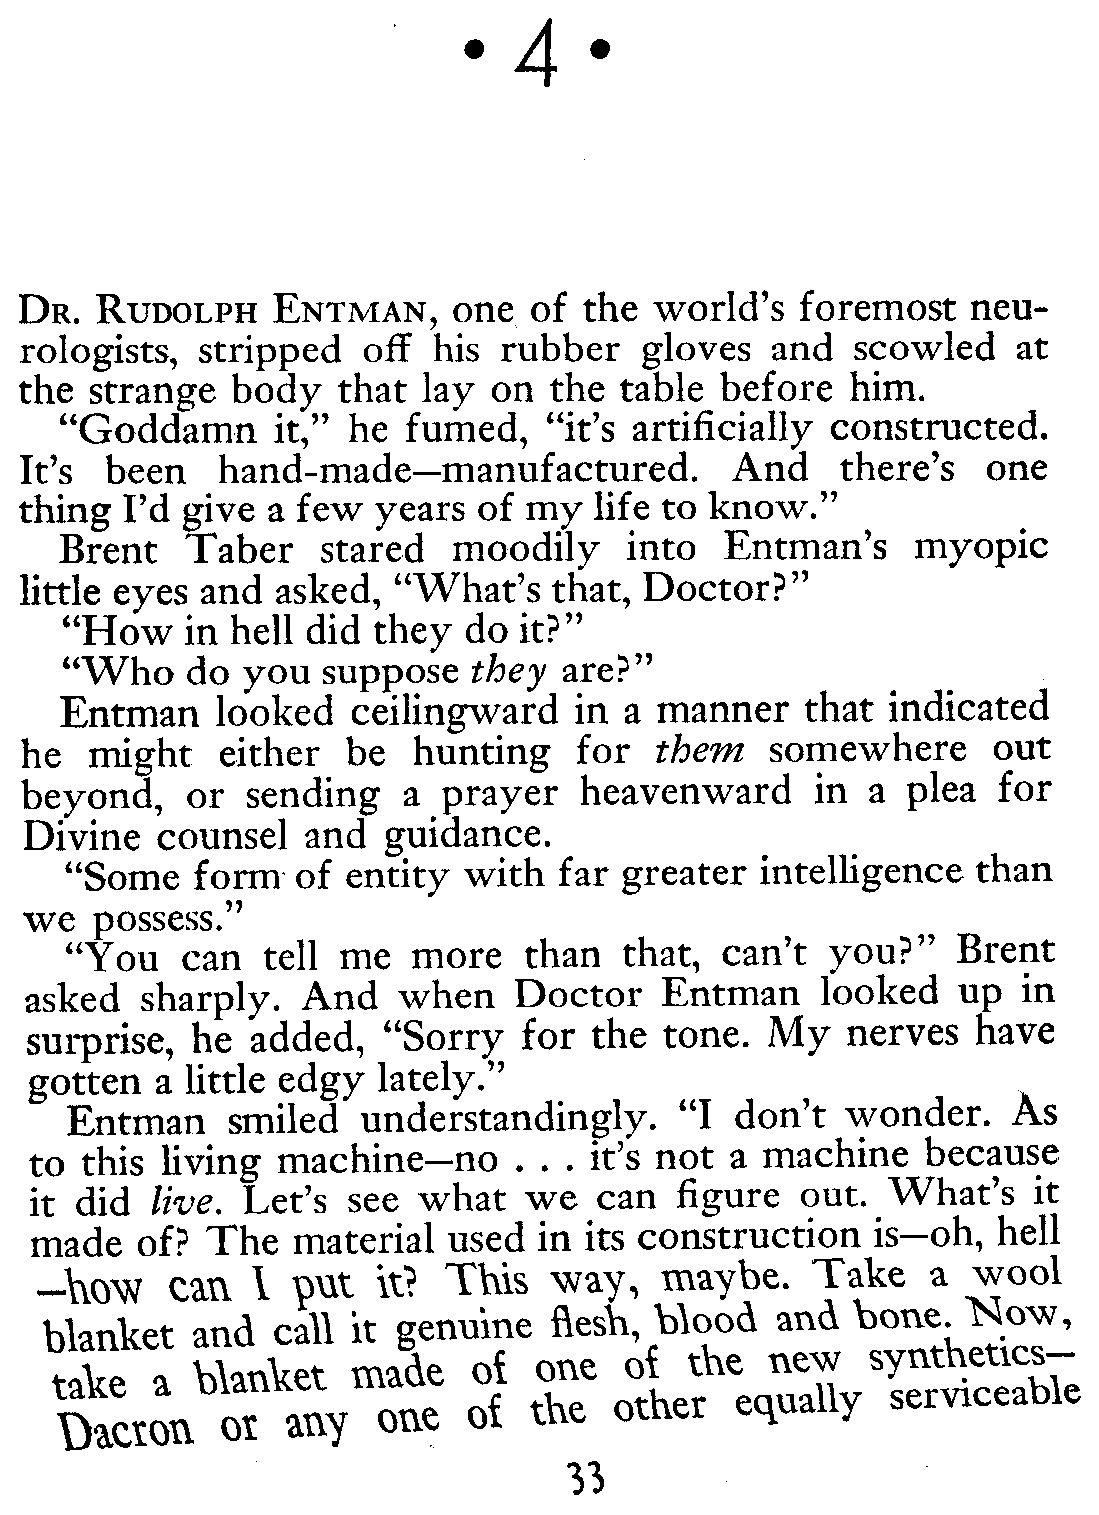 • 4 •
DR. RUDOLPH ENTMAN, one of the world's foremost neu-
rologists, stripped off his rubber gloves and scowled at
the strange body that lay on the table before him.
“Goddamn it,” he fumed, “it's artificially constructed.
It's been hand-made—manufactured. And there's one
thing I'd give a few years of my life to know.”
Brent Taber stared moodily into Entman's myopic
little eyes and asked, “What's that, Doctor?”
“How in hell did they do it?”
“Who do you suppose they are?”
Entman looked ceilingward in a manner that indicated
he might either be hunting for them somewhere out
beyond, or sending a prayer heavenward in a plea for
Divine counsel and guidance.
“Some form of entity with far greater intelligence than
we possess.”
“You can tell me more than that, can't you?” Brent
asked sharply. And when Doctor Entman looked up in
surprise, he added, “Sorry for the tone. My nerves have
gotten a little edgy lately.”
Entman smiled understandingly. “I don't wonder. As
to this living machine—no . . . it's not a machine because
it did live. Let's see what we can figure out. What's it
made of? The material used in its construction is—oh, hell
—how can I put it? This way, maybe. Take a wool
blanket and call it genuine flesh, blood and bone. Now,
take a blanket made of one of the new synthetics—
Dacron or any one of the other equally serviceable
33